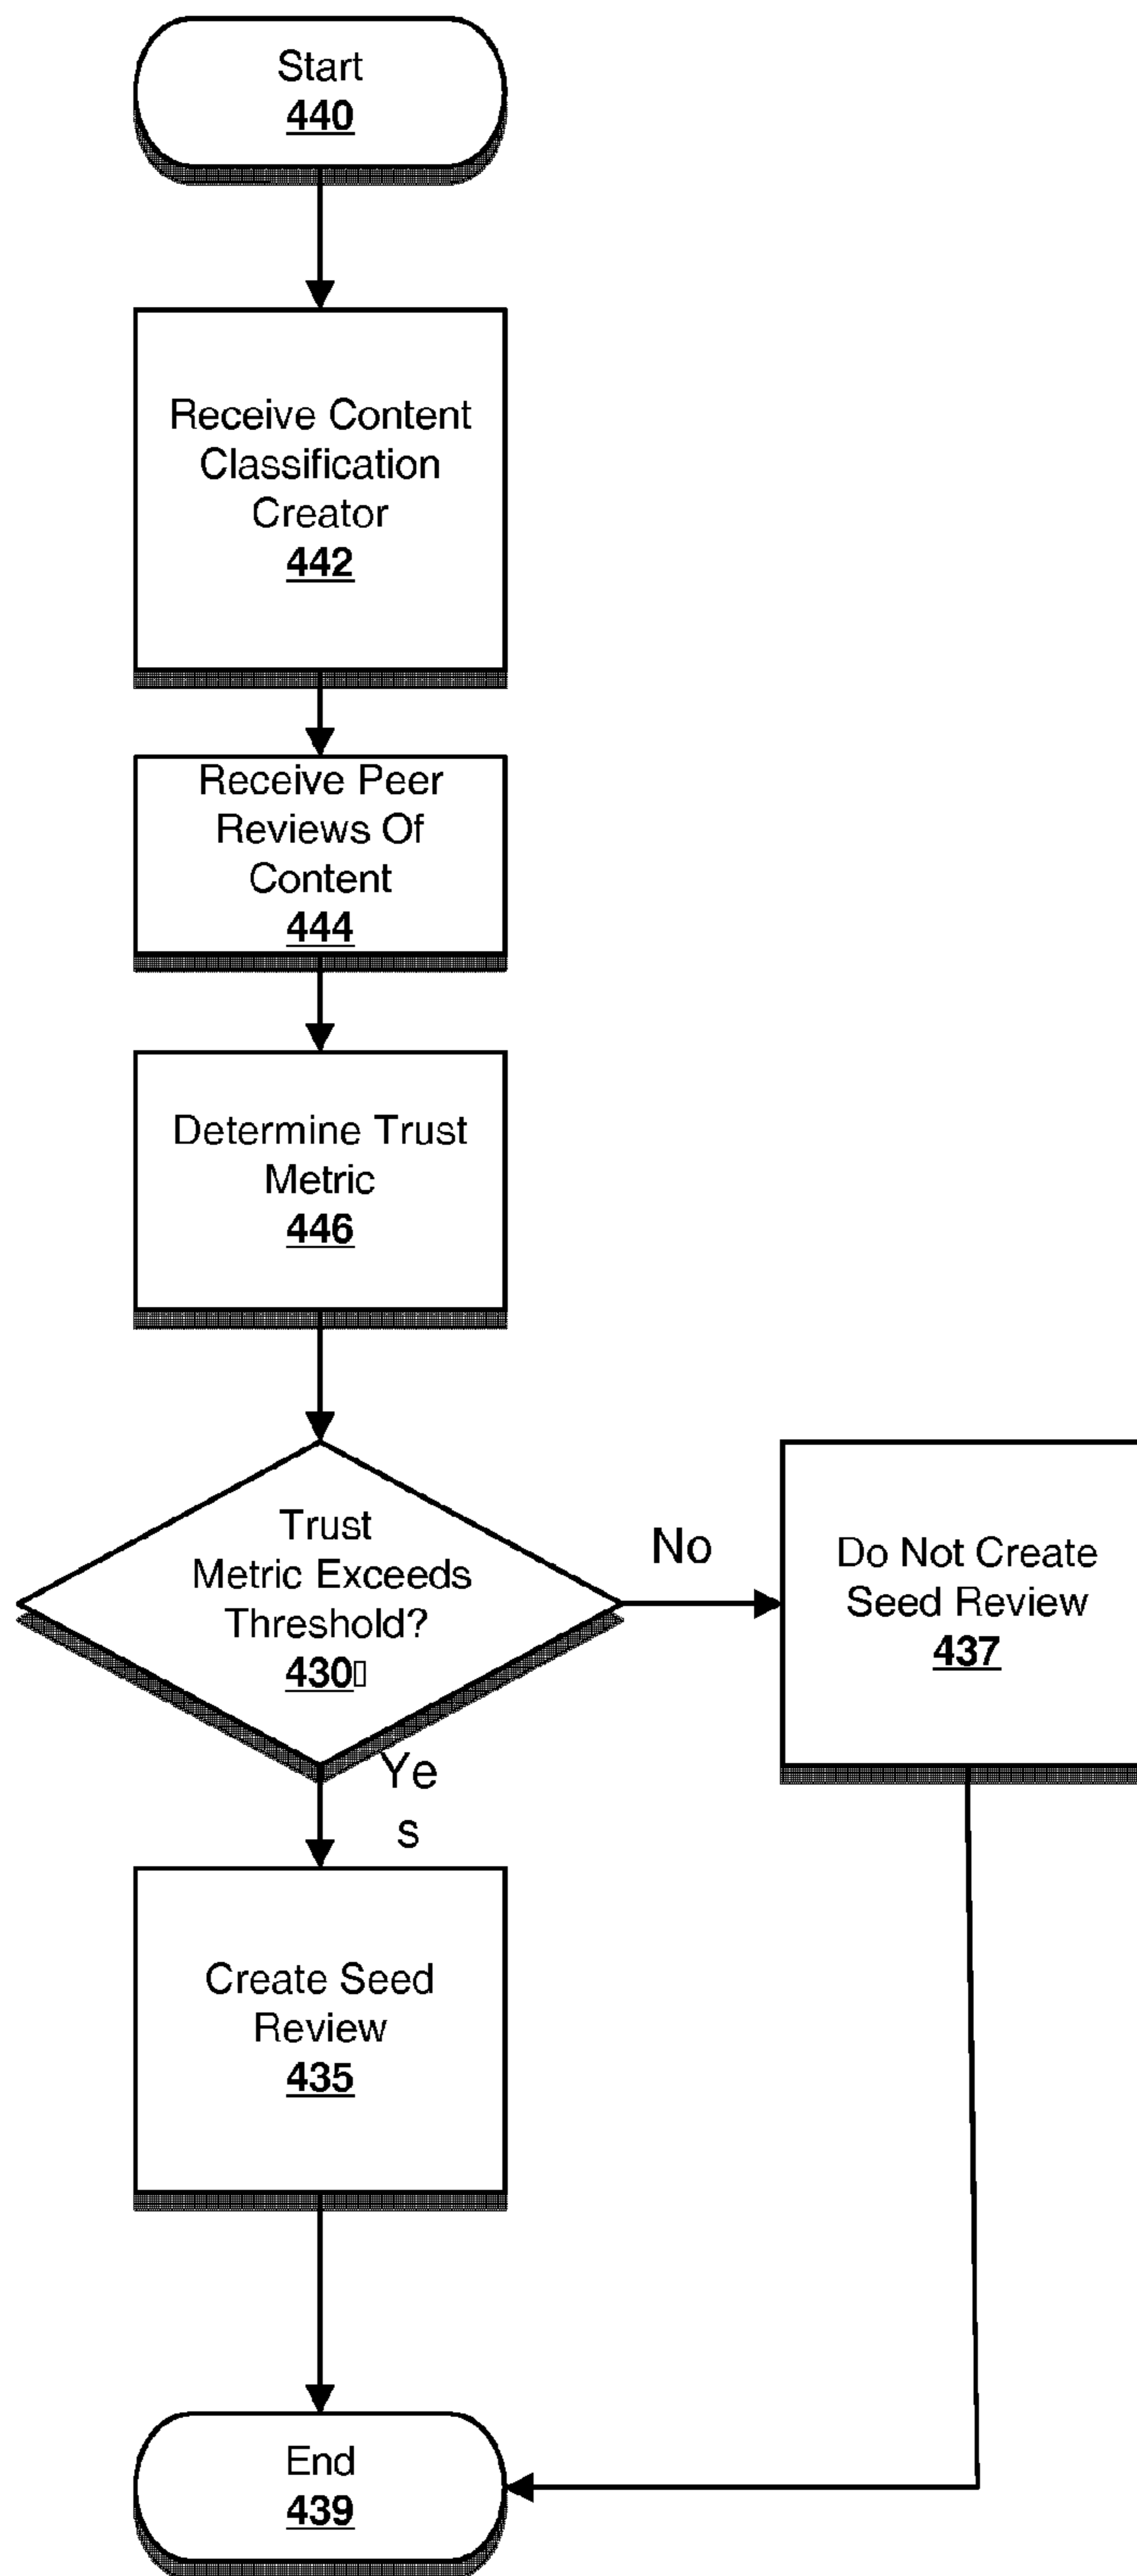 Start
440
Receive Content
Classification
Creator
442
Receive Peer
Reviews Of
Content
444
Determine Trust
Metric
446
Trust
Metric Exceeds
Threshold?
430▯
No
Do Not Create
Seed Review
437
Ye
s
Create Seed
Review
435
End
439